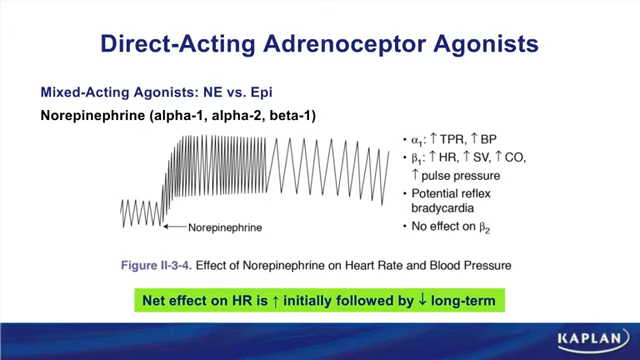 Direct-Acting Adrenoceptor Agonists
Mixed-Acting Agonists: NE vs. Epi
Norepinephrine (alpha-1, alpha-2, beta-1)
Norepinephrine
• α₁: ↑ TPR, ↑ BP
• β₁: ↑ HR, ↑ SV, ↑ CO,
↑ pulse pressure
• Potential reflex
bradycardia
• No effect on β₂
Figure II-3-4. Effect of Norepinephrine on Heart Rate and Blood Pressure
Net effect on HR is ↑ initially followed by ↓ long-term
KAPLAN